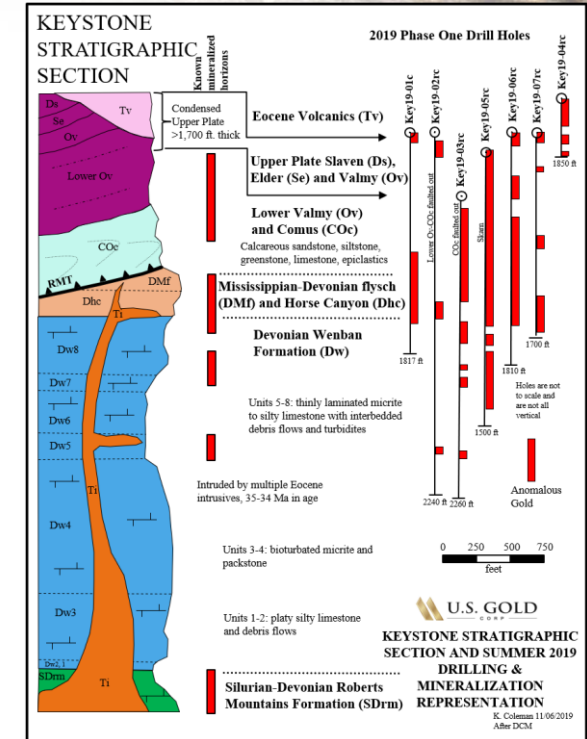 KEYSTONE
STRATIGRAPHIC
SECTION
Known
mineralized
horizons
2019 Phase One Drill Holes
Ds
Se
Ov
Tv
Lower Ov
COc
RMT
DMf
Dhc
Ti
Dw8
Dw7
Dw6
Dw5
Ti
Dw4
Dw3
Dw2, 1
SDrm
Ti
Condensed
Upper Plate
>1,700 ft. thick
Eocene Volcanics (Tv)
Upper Plate Slaven (Ds),
Elder (Se) and Valmy (Ov)
Lower Valmy (Ov)
and Comus (COc)
Calcareous sandstone, siltstone,
greenstone, limestone, epiclastics
Mississippian-Devonian flysch
(DMf) and Horse Canyon (Dhc)
Devonian Wenban
Formation (Dw)
Units 5-8: thinly laminated micrite
to silty limestone with interbedded
debris flows and turbidites
Intruded by multiple Eocene
intrusives, 35-34 Ma in age
Units 3-4: bioturbated micrite and
packstone
Units 1-2: platy silty limestone
and debris flows
Silurian-Devonian Roberts
Mountains Formation (SDrm)
Key19-01c
Key19-02rc
Key19-03rc
Key19-05rc
Key19-06rc
Key19-07rc
Key19-04rc
Lower Ov-COc faulted out
COc faulted out
Skarn
1817 ft
2240 ft
2260 ft
1500 ft
1810 ft
1700 ft
1850 ft
Holes are not
to scale and
are not all
vertical
Anomalous
Gold
0 250 500 750
feet
U.S. GOLD
CORP
KEYSTONE STRATIGRAPHIC
SECTION AND SUMMER 2019
DRILLING &
MINERALIZATION
REPRESENTATION
K. Coleman 11/06/2019
After DCM